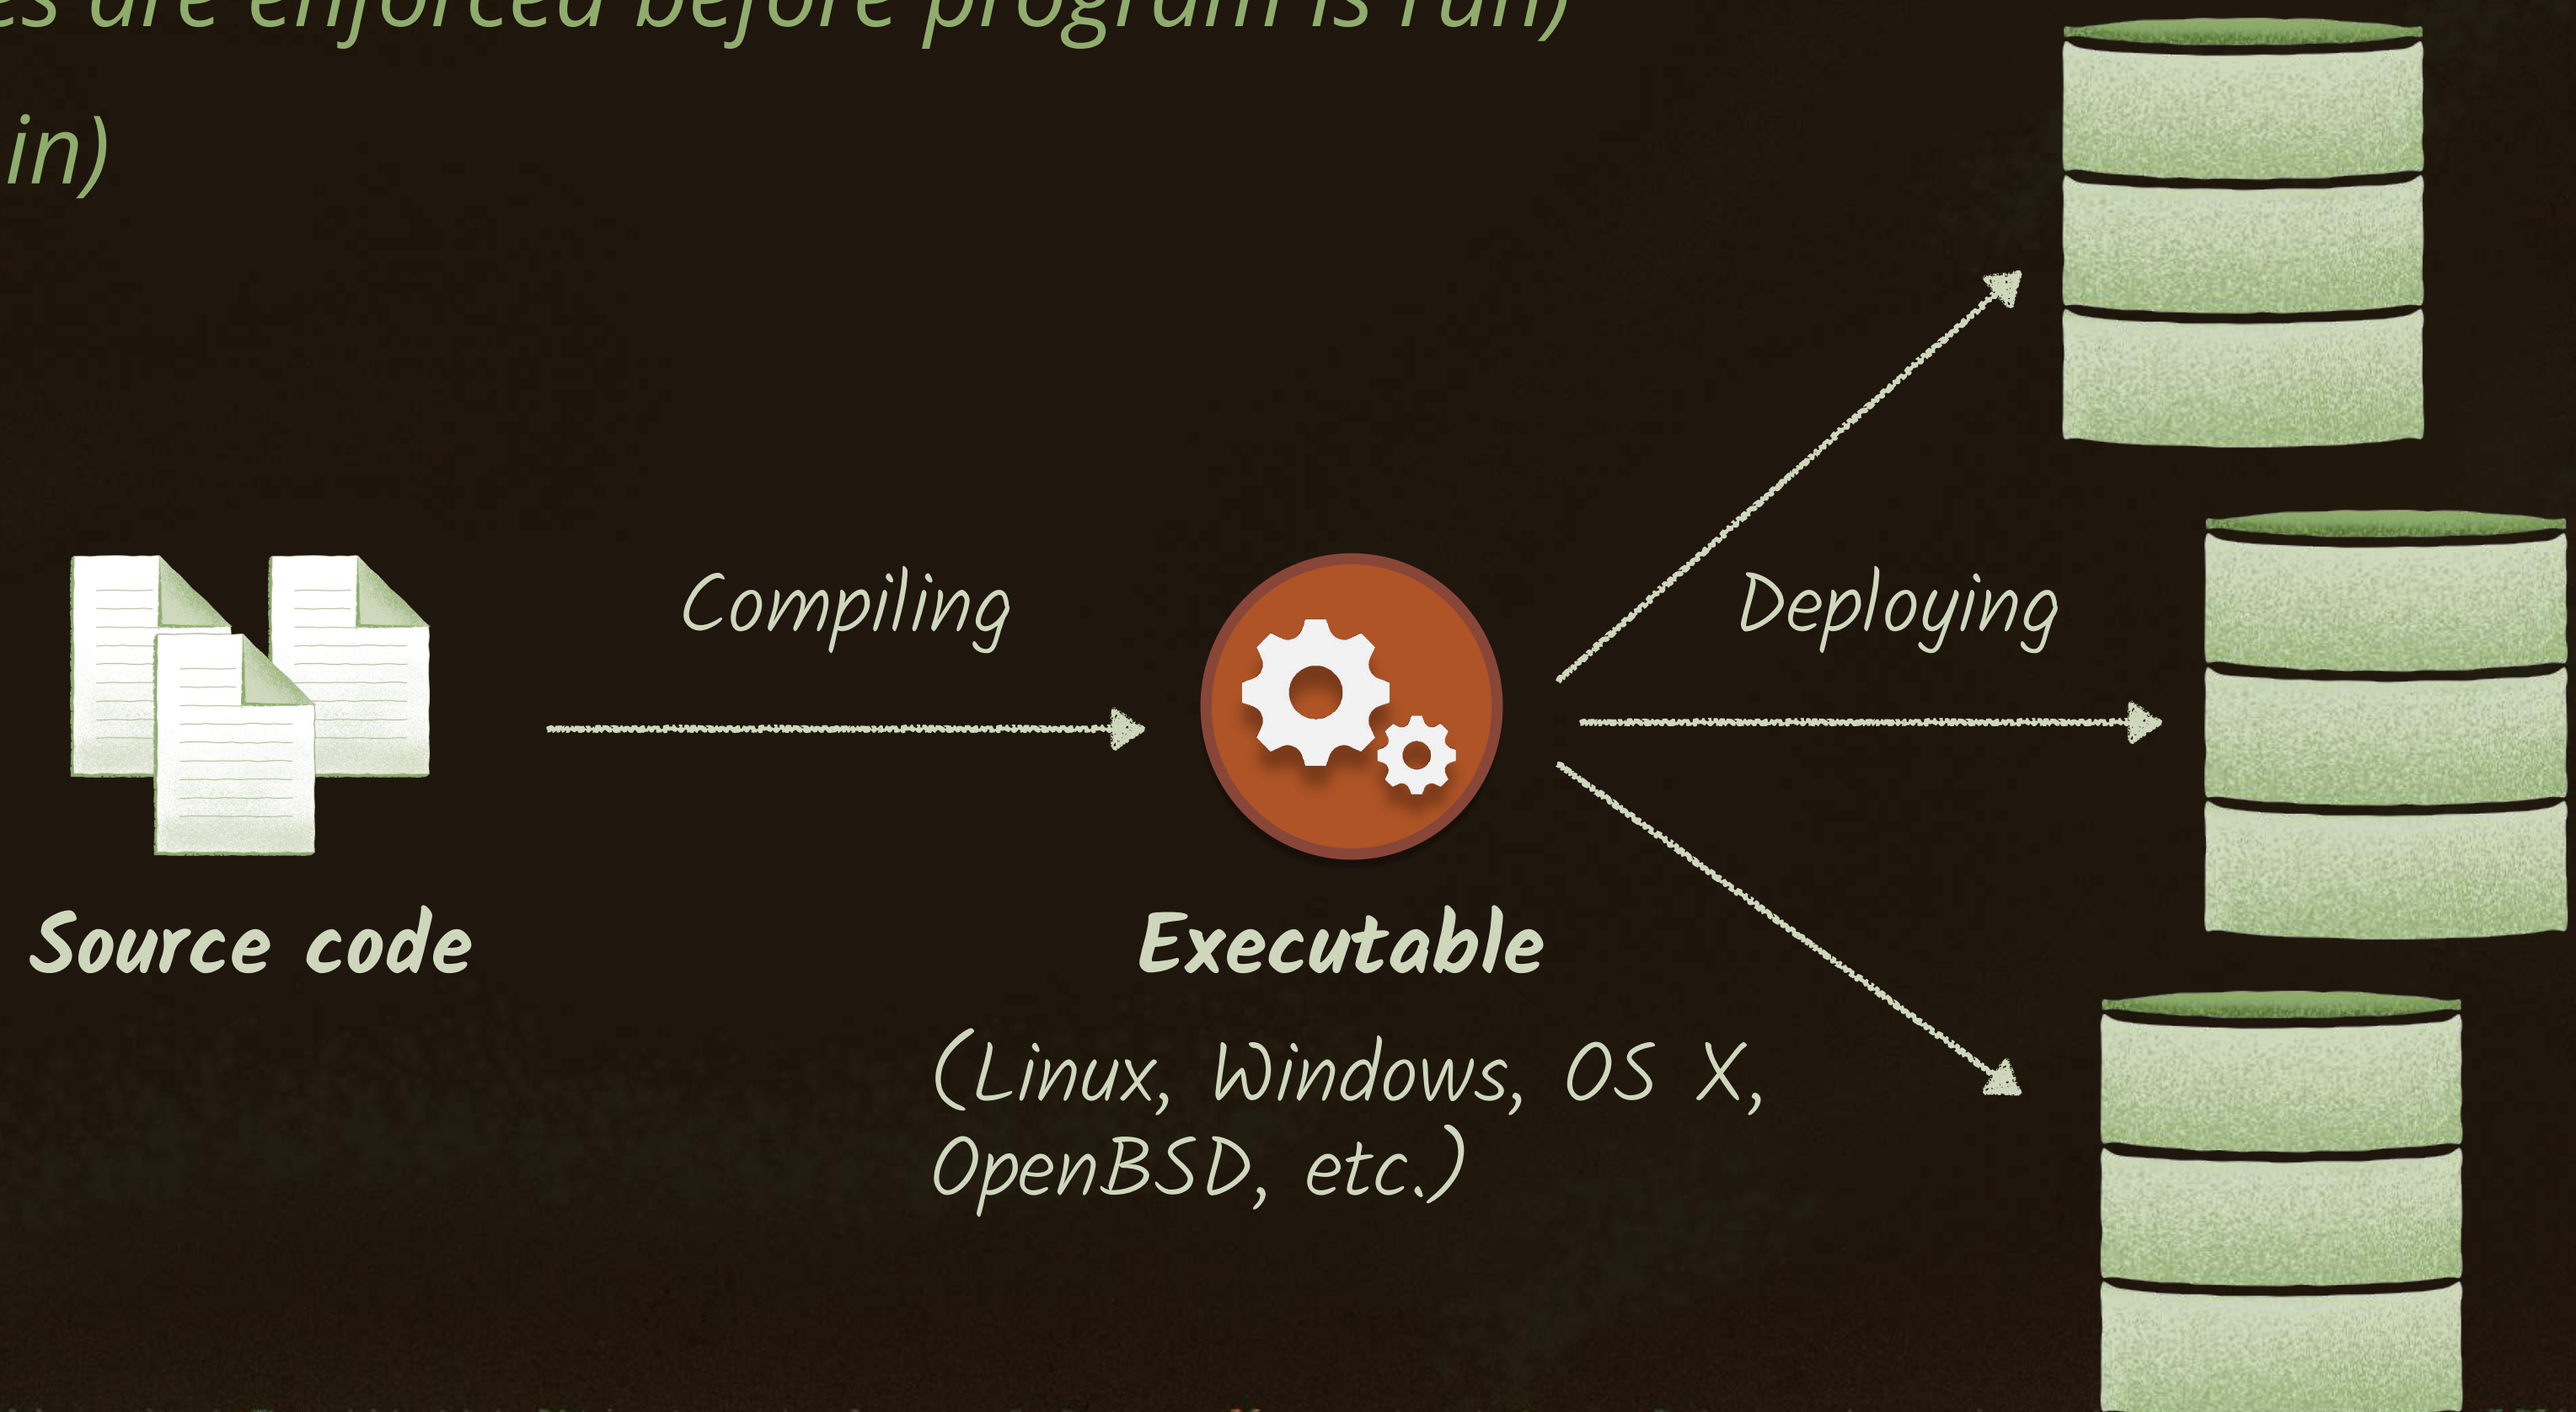 es are enforced before program is run)
in)
Compiling
Deploying
Source code
Executable
(Linux, Windows, OS X,
OpenBSD, etc.)